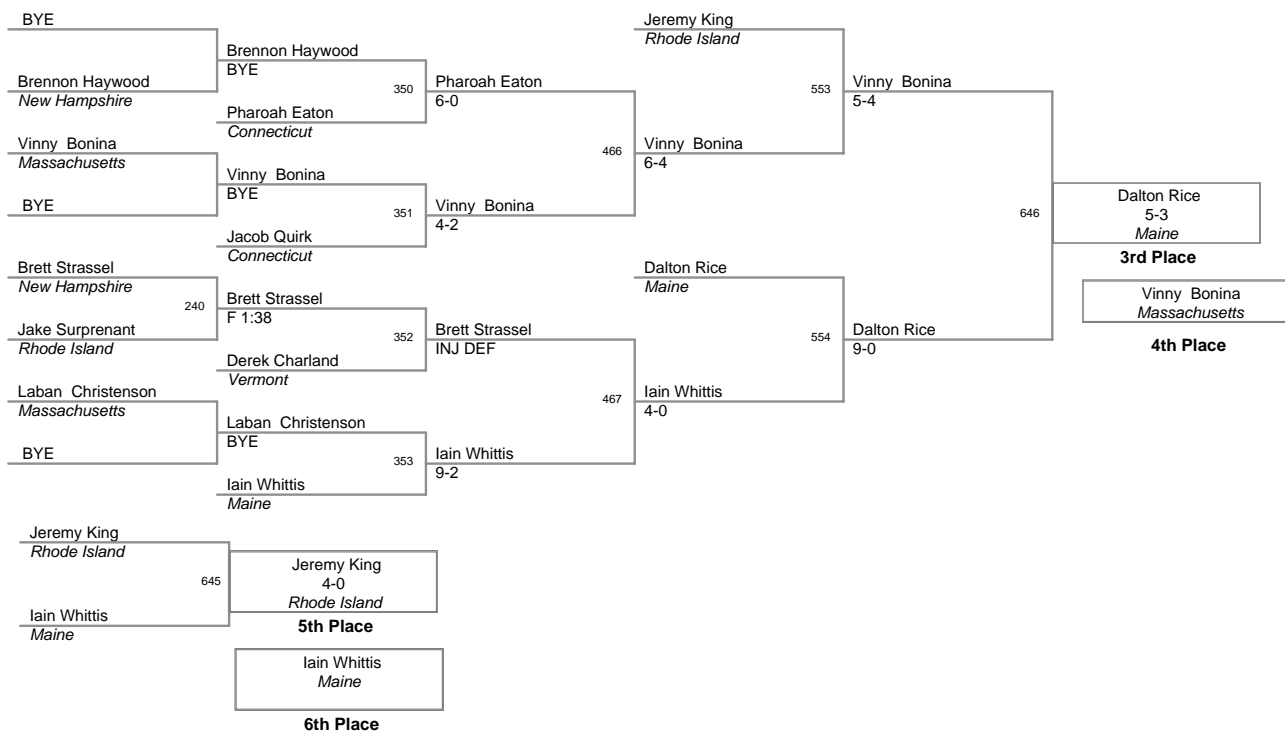 BYE
Brennon Haywood
New Hampshire
Vinny  Bonina
Massachusetts
BYE
Brett Strassel
New Hampshire
240
Jake Surprenant
Rhode Island
Laban  Christenson
Massachusetts
BYE
Brennon Haywood
BYE
350
Pharoah Eaton
Connecticut
Vinny  Bonina
BYE
351
Jacob Quirk
Connecticut
Brett Strassel
F 1:38
352
Derek Charland
Vermont
Laban  Christenson
BYE
353
Iain Whittis
Maine
Pharoah Eaton
6-0
466
Vinny  Bonina
4-2
Brett Strassel
INJ DEF
467
Iain Whittis
9-2
Jeremy King
Rhode Island
553
Vinny  Bonina
6-4
Dalton Rice
Maine
554
Iain Whittis
4-0
Vinny  Bonina
5-4
646
Dalton Rice
9-0
Dalton Rice
5-3
Maine
3rd Place
Vinny  Bonina
Massachusetts
4th Place
Jeremy King
Rhode Island
645
Iain Whittis
Maine
Jeremy King
4-0
Rhode Island
5th Place
Iain Whittis
Maine
6th Place